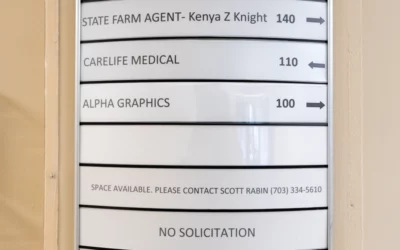 STATE FARM AGENT- Kenya Z Knight 140 →
CARELIFE MEDICAL 110 ←
ALPHA GRAPHICS 100 →
SPACE AVAILABLE. PLEASE CONTACT SCOTT RABIN (703) 334-5610
NO SOLICITATION